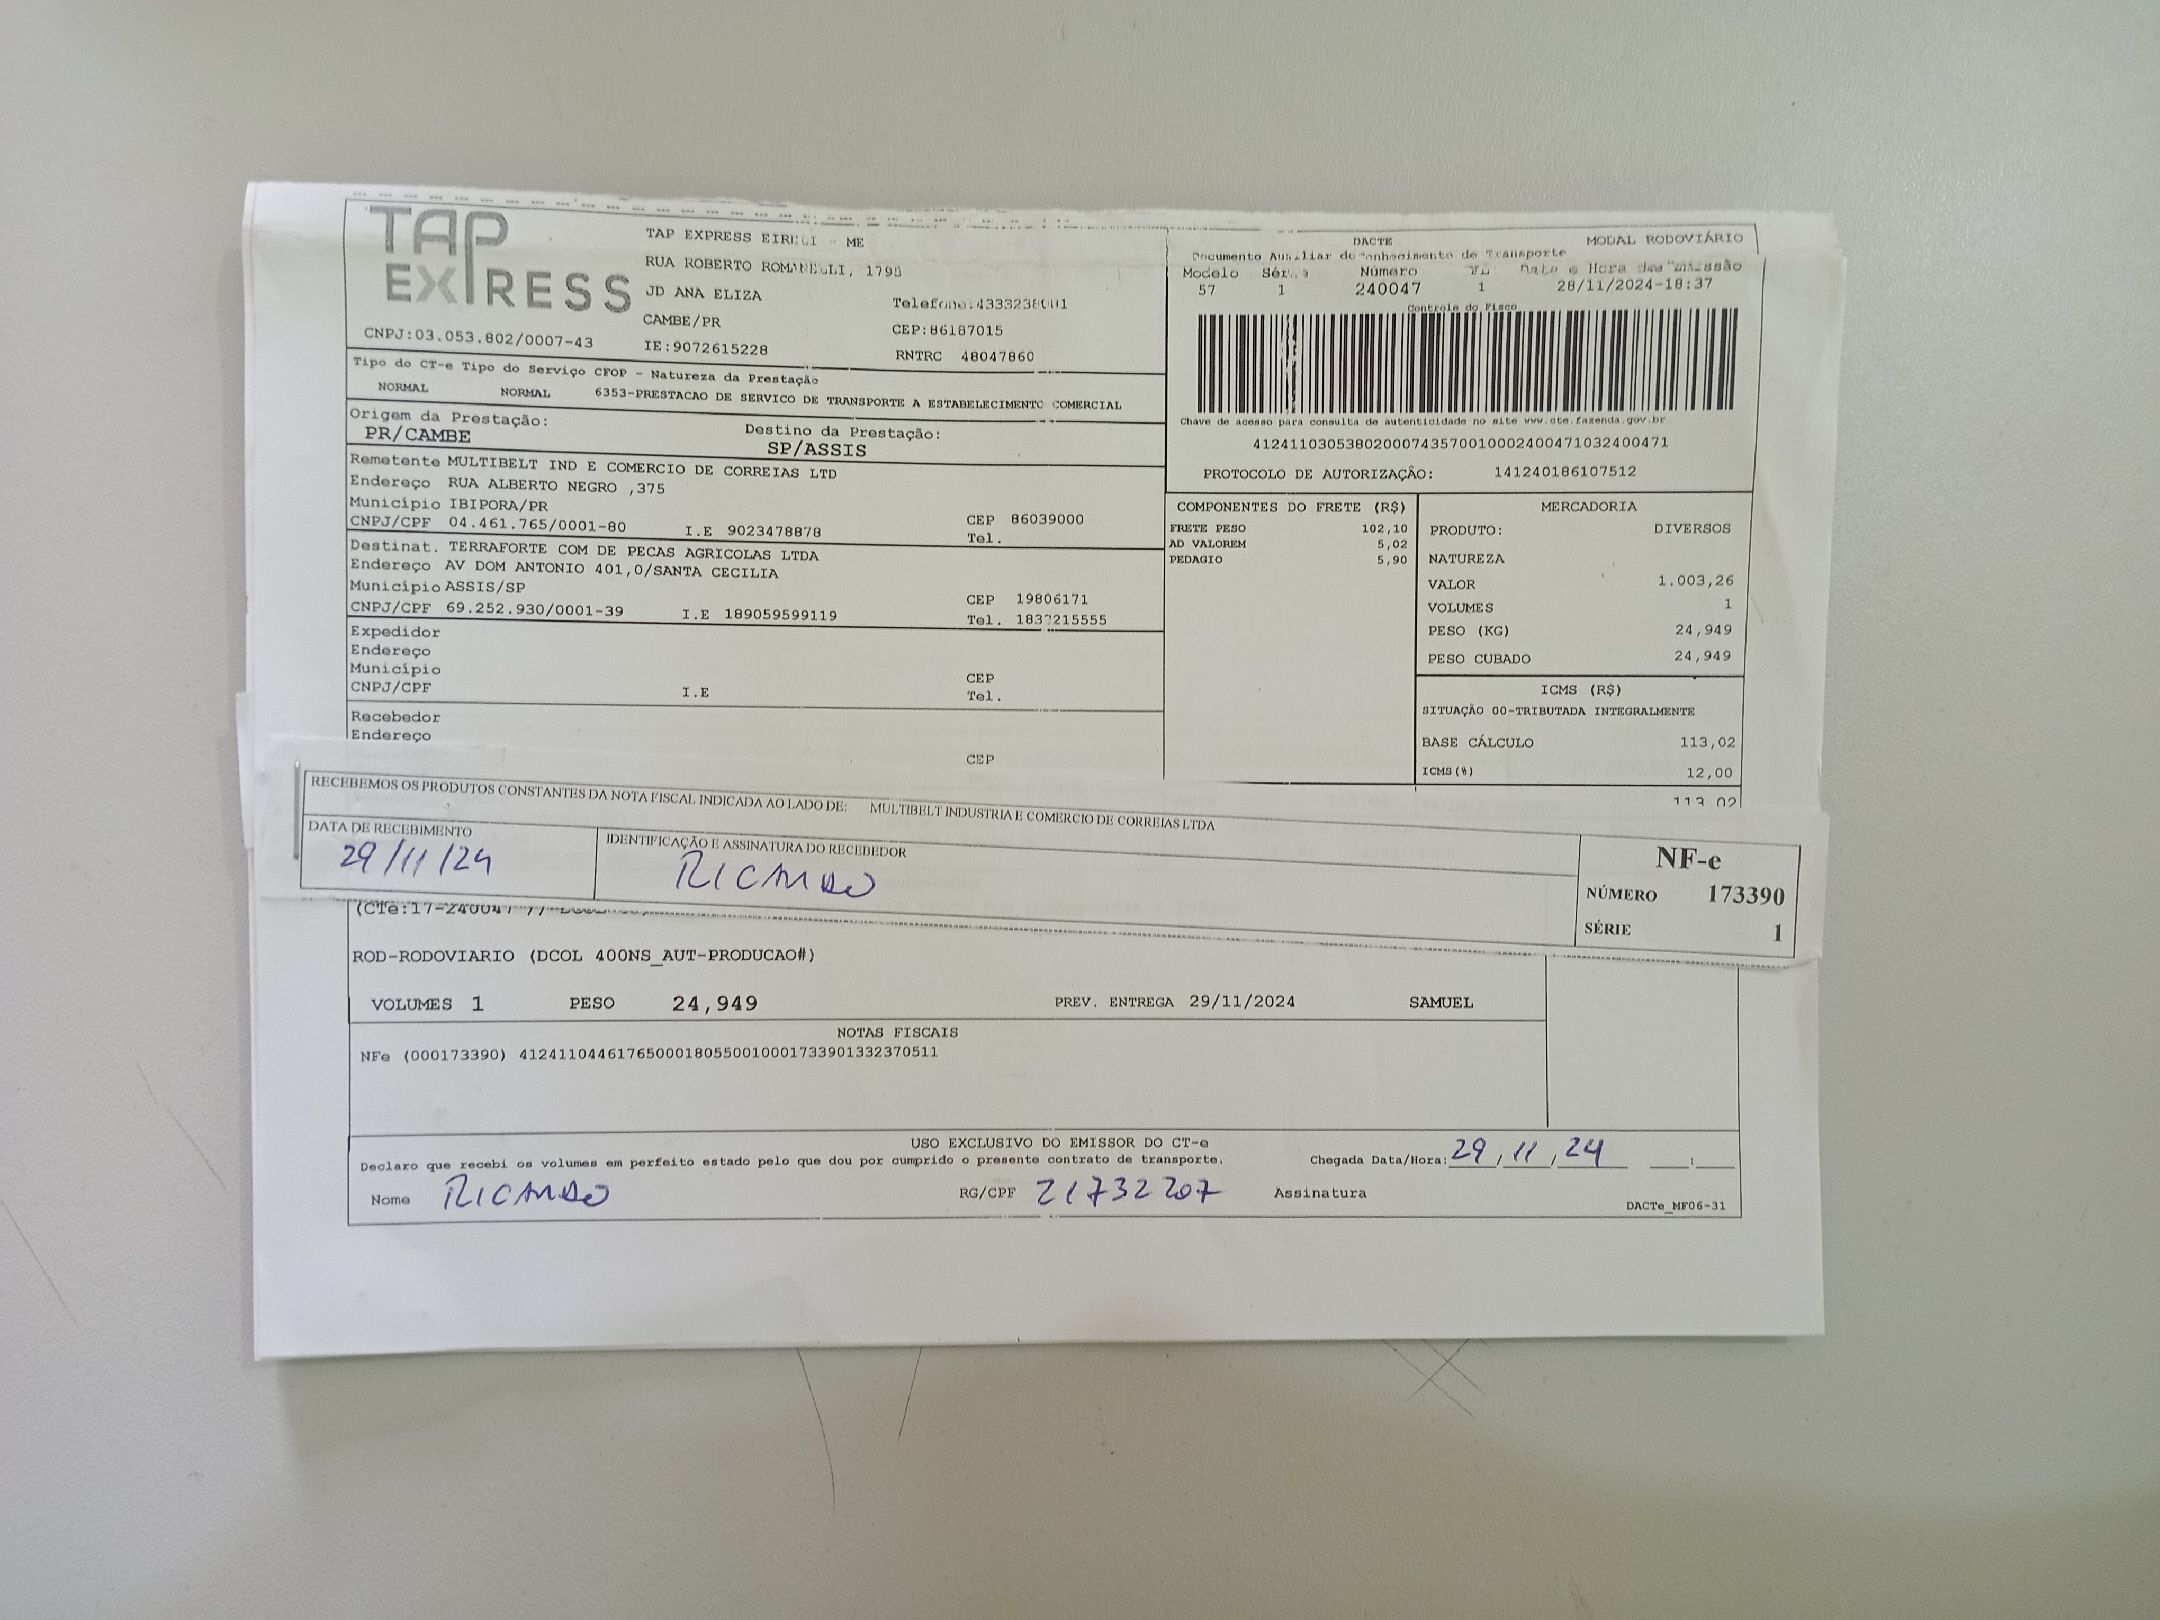 TAP
EXPRESS
TAP EXPRESS EIRELI - ME
RUA ROBERTO ROMANELLI, 1795
JD ANA ELIZA
Telefone:
CAMBE/PR
CEP:86187015
CNPJ:03.053.802/0007-43
IE:9072615228
RNTRC 48047860
DACTE
MODAL RODOVIÁRIO
Documento Auxiliar do Conhecimento de Transporte
Modelo Série Número FL Data e Hora de Emissão
57 1 240047 1 28/11/2024-18:37
Controle do Fisco
Chave de acesso para consulta de autenticidade no site www.cte.fazenda.gov.br
41241103053802000743570010002400471032400471
PROTOCOLO DE AUTORIZAÇÃO: 141240186107512
Tipo do CT-e Tipo do Serviço CFOP - Natureza da Prestação
NORMAL NORMAL 6353-PRESTACAO DE SERVICO DE TRANSPORTE A ESTABELECIMENTO COMERCIAL
Origem da Prestação: Destino da Prestação:
PR/CAMBE SP/ASSIS
Remetente MULTIBELT IND E COMERCIO DE CORREIAS LTD
Endereço RUA ALBERTO NEGRO ,375
Município IBIPORA/PR CEP 86039000
CNPJ/CPF 04.461.765/0001-80 I.E 9023478878 Tel.
Destinat. TERRAFORTE COM DE PECAS AGRICOLAS LTDA
Endereço AV DOM ANTONIO 401,0/SANTA CECILIA
Município ASSIS/SP CEP 19806171
CNPJ/CPF 69.252.930/0001-39 I.E 189059599119 Tel.
Expedidor
Endereço
Município CEP
CNPJ/CPF I.E Tel.
Recebedor
Endereço
CEP
COMPONENTES DO FRETE (R$)
FRETE PESO 102,10
AD VALOREM 5,02
PEDAGIO 5,90
MERCADORIA
PRODUTO: DIVERSOS
NATUREZA
VALOR 1.003,26
VOLUMES 1
PESO (KG) 24,949
PESO CUBADO 24,949
ICMS (R$)
SITUAÇÃO 00-TRIBUTADA INTEGRALMENTE
BASE CÁLCULO 113,02
ICMS(%) 12,00
113,02
RECEBEMOS OS PRODUTOS CONSTANTES DA NOTA FISCAL INDICADA AO LADO DE: MULTIBELT INDUSTRIA E COMERCIO DE CORREIAS LTDA
DATA DE RECEBIMENTO
29/11/24
IDENTIFICAÇÃO E ASSINATURA DO RECEBEDOR
RICARDO
NF-e
NÚMERO 173390
SÉRIE 1
ROD-RODOVIARIO (DCOL 400NS_AUT-PRODUCAO#)
VOLUMES 1 PESO 24,949 PREV. ENTREGA 29/11/2024 SAMUEL
NOTAS FISCAIS
NFe (000173390) 41241104461765000180550010001733901332370511
USO EXCLUSIVO DO EMISSOR DO CT-e
Declaro que recebi os volumes em perfeito estado pelo que dou por cumprido o presente contrato de transporte.
Chegada Data/Hora: 29/11/24
Nome RICARDO RG/CPF 21732207 Assinatura
DACTe_MF06-31